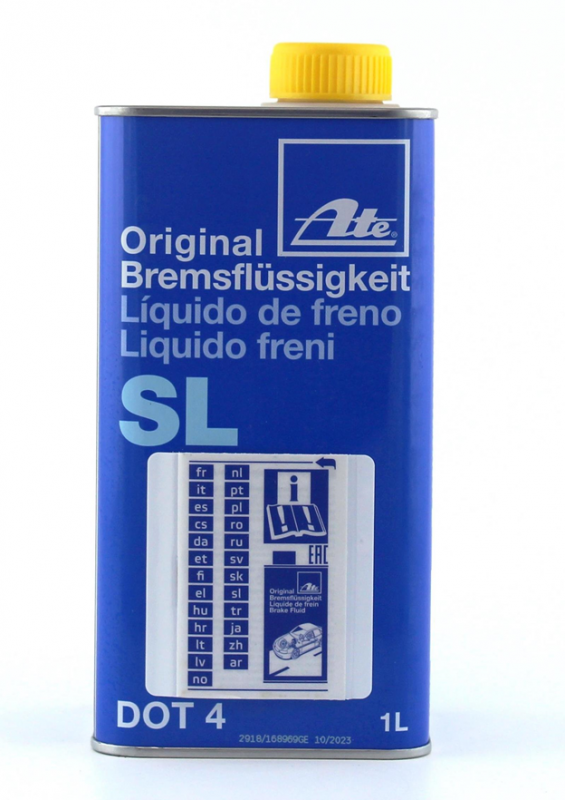 Ate®
Original
Bremsflüssigkeit
Líquido de freno
Liquido freni
SL
fr nl
it pt
es pl
cs ro
da ru
et sv
fi sk
el sl
hu tr
hr ja
lt zh
lv ar
no
i
EAC
Ate
Original
Bremsflüssigkeit
Liquide de frein
Brake Fluid
DOT 4
1L
2918/168969GE 10/2023